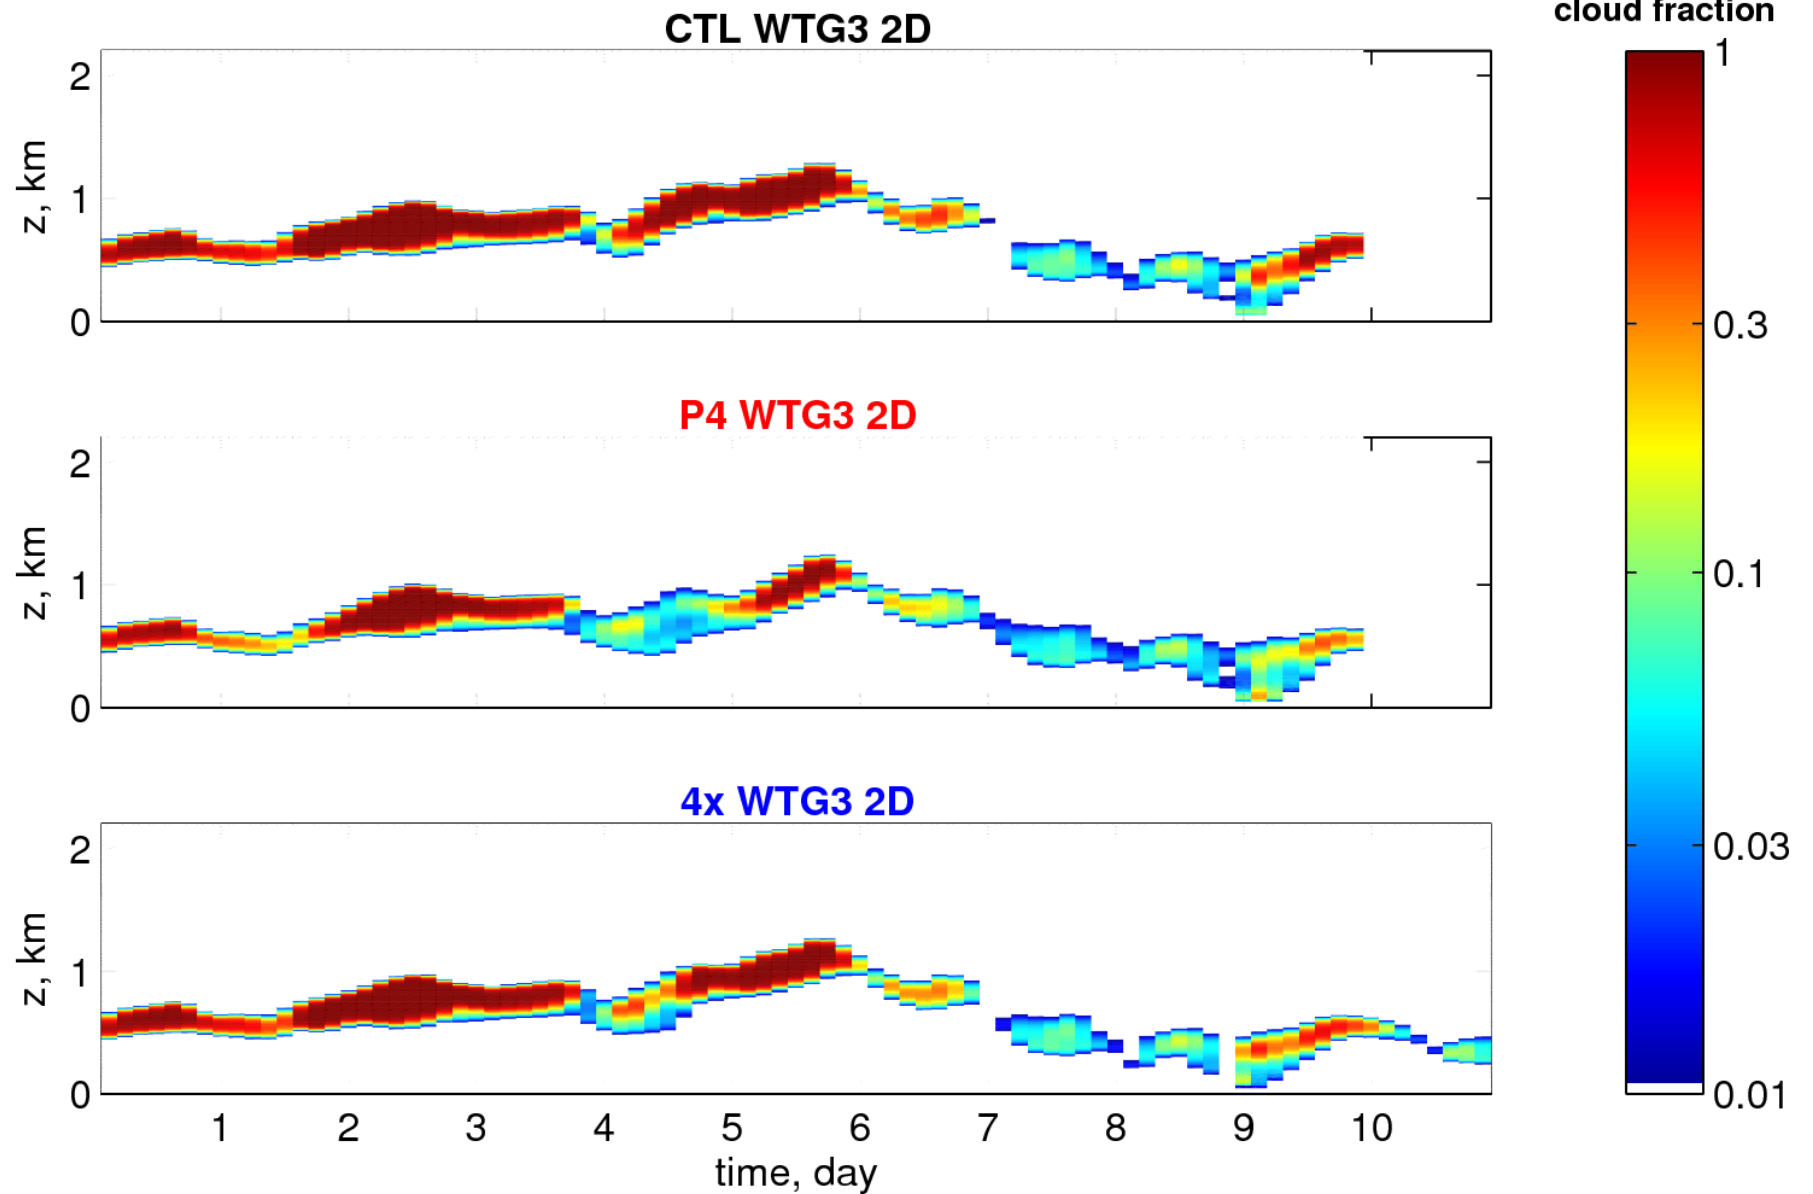 cloud fraction
CTL WTG3 2D
2
1
0
z, km
P4 WTG3 2D
2
1
0
z, km
4x WTG3 2D
2
1
0
z, km
1 2 3 4 5 6 7 8 9 10
time, day
1
0.3
0.1
0.03
0.01